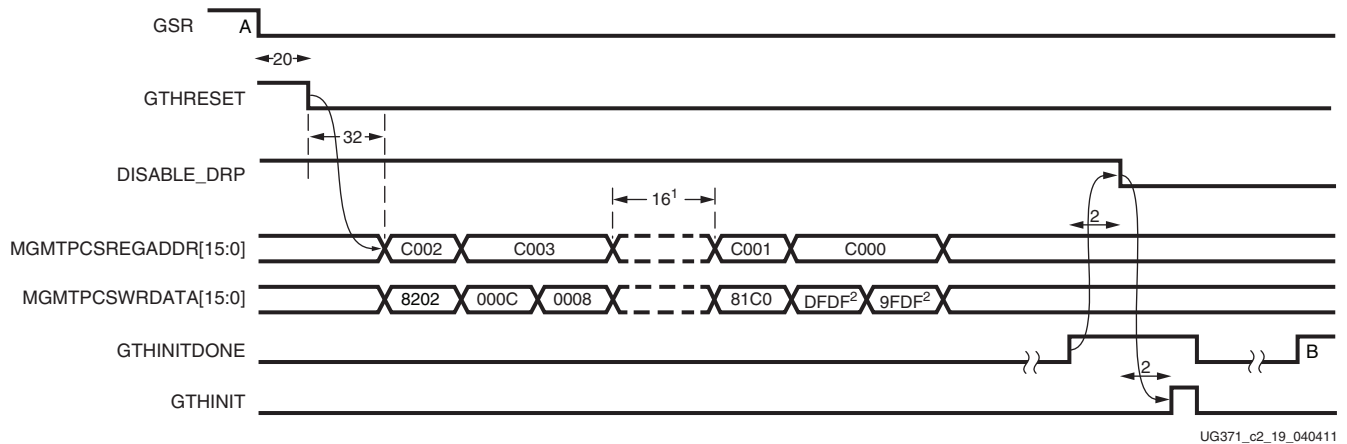 GSR
A
20
GTHRESET
32
DISABLE_DRP
16¹
2
MGMTPCSREGADDR[15:0]
C002 C003 C001 C000
MGMTPCSWRDATA[15:0]
8202 000C 0008 81C0 DFDF² 9FDF²
GTHINITDONE
B
2
GTHINIT
UG371_c2_19_040411